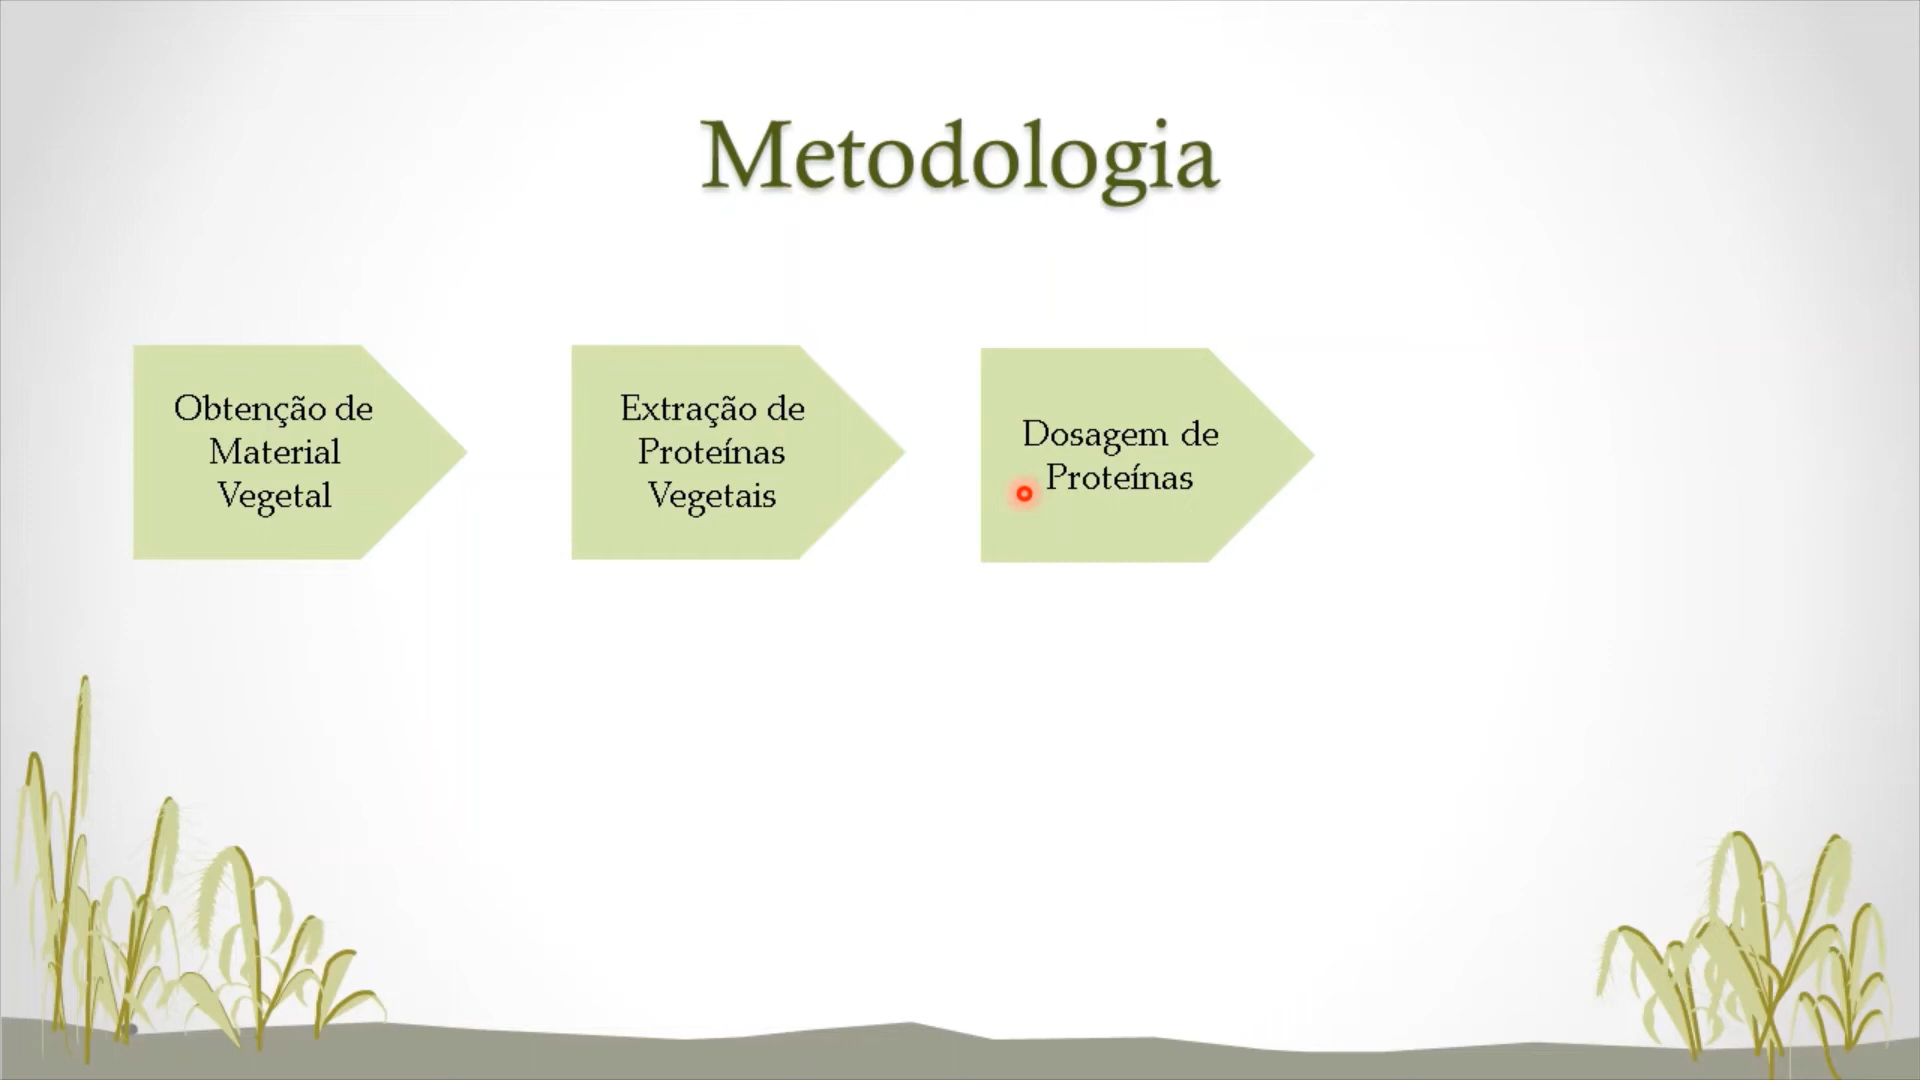 Metodologia
Obtenção de
Material
Vegetal
Extração de
Proteínas
Vegetais
Dosagem de
Proteínas